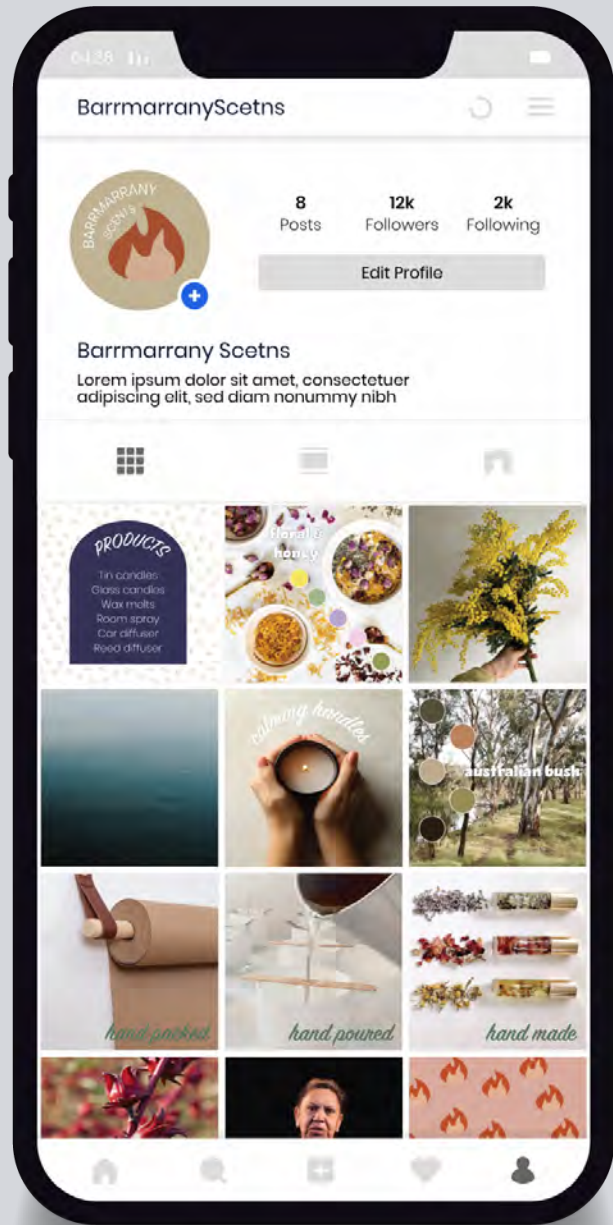 04:28
BarrmarranyScetns
BARRMARRANY
SCENTS
8
12k
2k
Posts
Followers
Following
Edit Profile
Barrmarrany Scetns
Lorem ipsum dolor sit amet, consectetuer
adipiscing elit, sed diam nonummy nibh
PRODUCTS
Tin candles
Glass candles
Wax melts
Room spray
Car diffuser
Reed diffuser
floral &
honey
calming handles
australian bush
hand packed
hand poured
hand made